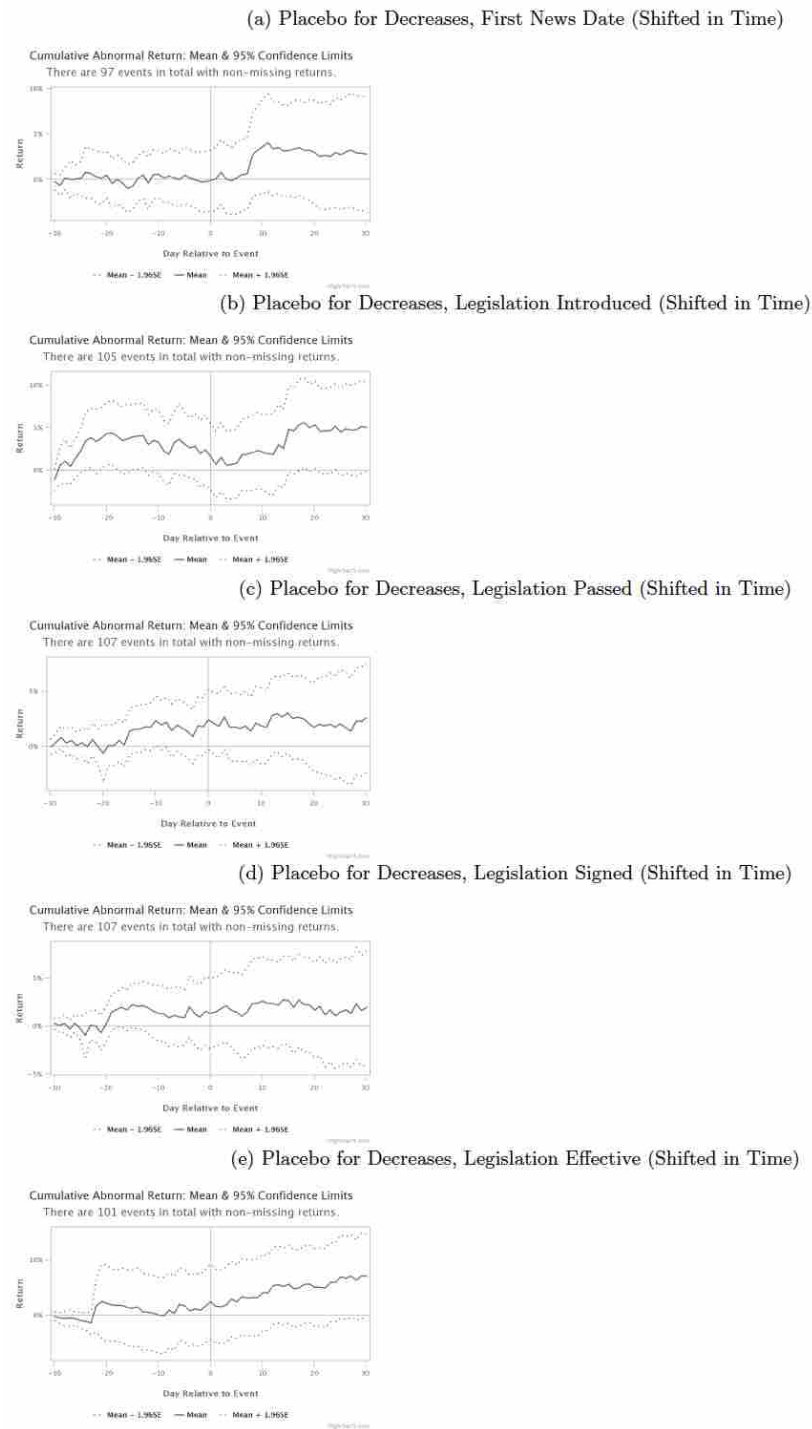 (a) Placebo for Decreases, First News Date (Shifted in Time)
Cumulative Abnormal Return: Mean & 95% Confidence Limits
There are 97 events in total with non-missing returns.
10%
5%
0%
Return
-30 -20 -10 0 10 20 30
Day Relative to Event
Mean - 1.96SE Mean Mean + 1.96SE
(b) Placebo for Decreases, Legislation Introduced (Shifted in Time)
Cumulative Abnormal Return: Mean & 95% Confidence Limits
There are 105 events in total with non-missing returns.
10%
5%
0%
Return
-30 -20 -10 0 10 20 30
Day Relative to Event
Mean - 1.96SE Mean Mean + 1.96SE
(c) Placebo for Decreases, Legislation Passed (Shifted in Time)
Cumulative Abnormal Return: Mean & 95% Confidence Limits
There are 107 events in total with non-missing returns.
5%
0%
Return
-30 -20 -10 0 10 20 30
Day Relative to Event
Mean - 1.96SE Mean Mean + 1.96SE
(d) Placebo for Decreases, Legislation Signed (Shifted in Time)
Cumulative Abnormal Return: Mean & 95% Confidence Limits
There are 107 events in total with non-missing returns.
5%
0%
-5%
Return
-30 -20 -10 0 10 20 30
Day Relative to Event
Mean - 1.96SE Mean Mean + 1.96SE
(e) Placebo for Decreases, Legislation Effective (Shifted in Time)
Cumulative Abnormal Return: Mean & 95% Confidence Limits
There are 101 events in total with non-missing returns.
10%
0%
Return
-30 -20 -10 0 10 20 30
Day Relative to Event
Mean - 1.96SE Mean Mean + 1.96SE